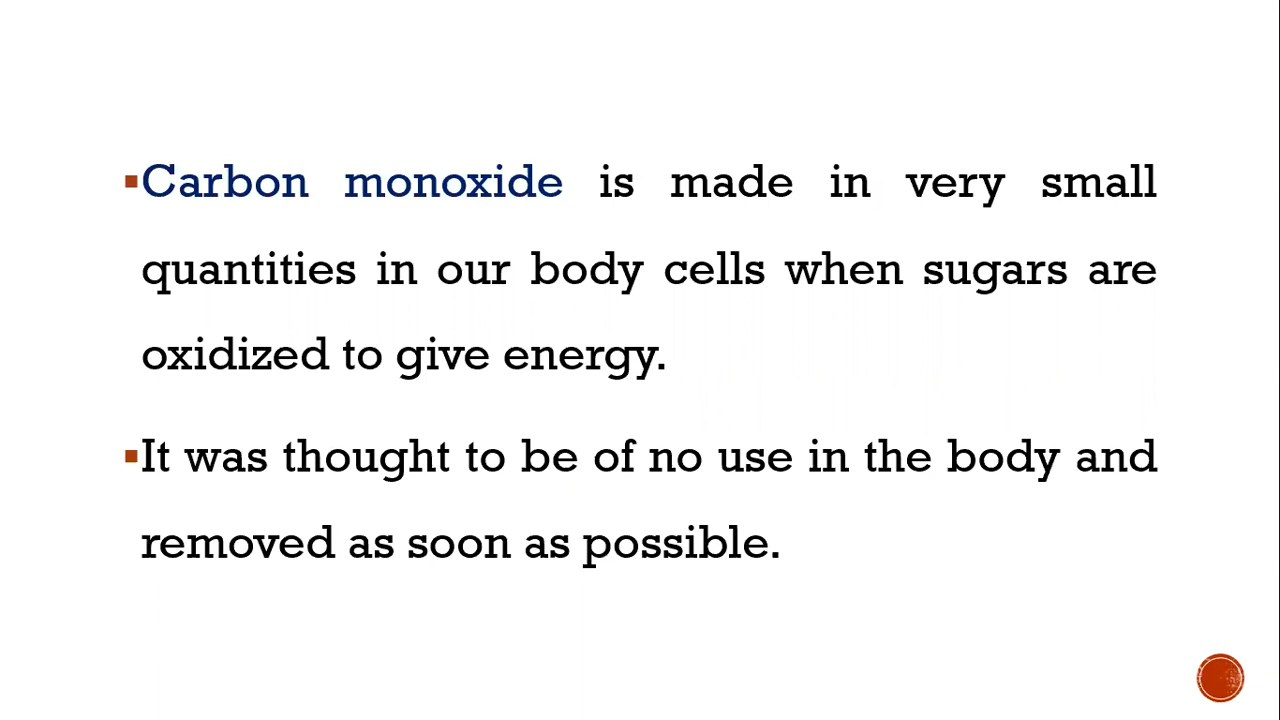 ▪Carbon monoxide is made in very small
quantities in our body cells when sugars are
oxidized to give energy.
▪It was thought to be of no use in the body and
removed as soon as possible.